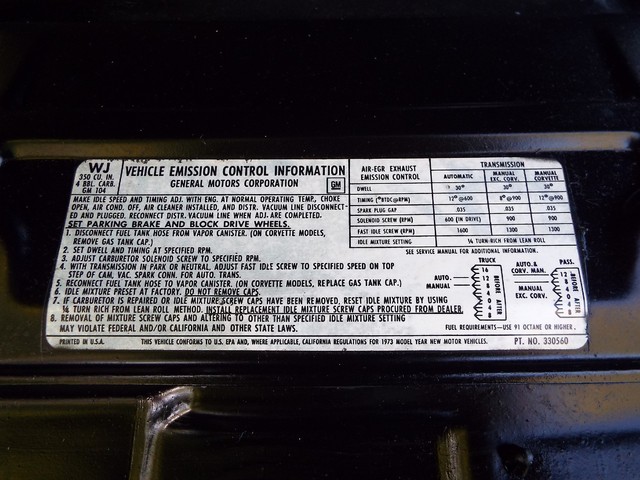 WJ
350 CU. IN.
4 BBL. CARB.
GM 104
VEHICLE EMISSION CONTROL INFORMATION
GENERAL MOTORS CORPORATION
GM
MAKE IDLE SPEED AND TIMING ADJ. WITH ENG. AT NORMAL OPERATING TEMP., CHOKE
OPEN, AIR COND. OFF, AIR CLEANER INSTALLED, AND DISTR. VACUUM LINE DISCONNECT-
ED AND PLUGGED. RECONNECT DISTR. VACUUM LINE WHEN ADJ. ARE COMPLETED.
SET PARKING BRAKE AND BLOCK DRIVE WHEELS.
1. DISCONNECT FUEL TANK HOSE FROM VAPOR CANISTER. (ON CORVETTE MODELS,
REMOVE GAS TANK CAP.)
2. SET DWELL AND TIMING AT SPECIFIED RPM.
3. ADJUST CARBURETOR SOLENOID SCREW TO SPECIFIED RPM.
4. WITH TRANSMISSION IN PARK OR NEUTRAL, ADJUST FAST IDLE SCREW TO SPECIFIED SPEED ON TOP
STEP OF CAM, VAC. SPARK CONN. FOR AUTO. TRANS.
5. RECONNECT FUEL TANK HOSE TO VAPOR CANISTER. (ON CORVETTE MODELS, REPLACE GAS TANK CAP.)
6. IDLE MIXTURE PRESET AT FACTORY. DO NOT REMOVE CAPS.
7. IF CARBURETOR IS REPAIRED OR IDLE MIXTURE SCREW CAPS HAVE BEEN REMOVED, RESET IDLE MIXTURE BY USING
¼ TURN RICH FROM LEAN ROLL METHOD. INSTALL REPLACEMENT IDLE MIXTURE SCREW CAPS PROCURED FROM DEALER.
8. REMOVAL OF MIXTURE SCREW CAPS AND ALTERING TO OTHER THAN SPECIFIED IDLE MIXTURE SETTING
MAY VIOLATE FEDERAL AND/OR CALIFORNIA AND OTHER STATE LAWS.
AIR-EGR EXHAUST
EMISSION CONTROL
TRANSMISSION
AUTOMATIC
MANUAL
EXC. CORV.
MANUAL
CORVETTE
DWELL 30° 30° 30°
TIMING (°BTDC@RPM) 12°@600 8°@900 12°@900
SPARK PLUG GAP .035 .035 .035
SOLENOID SCREW (RPM) 600 (IN DRIVE) 900 900
FAST IDLE SCREW (RPM) 1600 1300 1300
IDLE MIXTURE SETTING ¼ TURN-RICH FROM LEAN ROLL
SEE SERVICE MANUAL FOR ADDITIONAL INFORMATION.
TRUCK
AUTO.
MANUAL
16
12
8
4
0
4
8
BEFORE
AFTER
AUTO. &
CORV. MAN.
MANUAL
EXC. CORV.
PASS.
12
8
4
0
4
8
BEFORE
AFTER
FUEL REQUIREMENTS—USE 91 OCTANE OR HIGHER.
PRINTED IN U.S.A. THIS VEHICLE CONFORMS TO U.S. EPA AND, WHERE APPLICABLE, CALIFORNIA REGULATIONS FOR 1973 MODEL YEAR NEW MOTOR VEHICLES. PT. NO. 330560